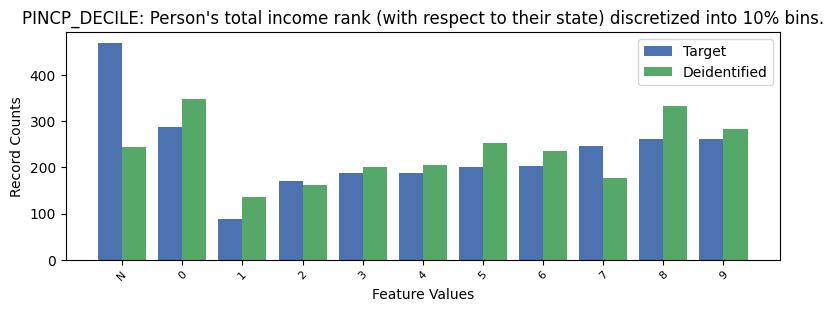 PINCP_DECILE: Person's total income rank (with respect to their state) discretized into 10% bins.
Target
Deidentified
Record Counts
400
300
200
100
0
N 0 1 2 3 4 5 6 7 8 9
Feature Values